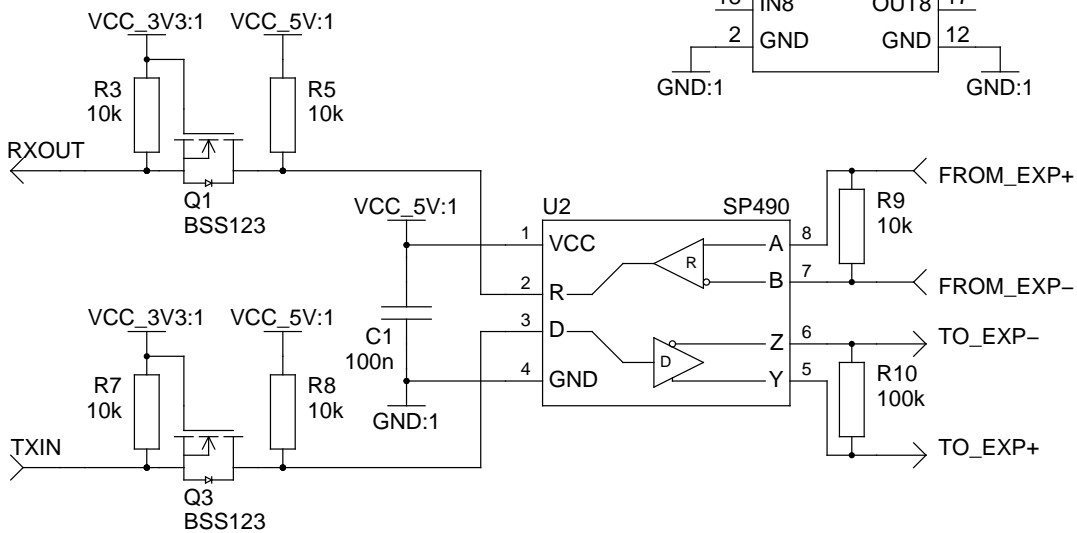 VCC_3V3:1
VCC_5V:1
IN8
OUT8
17
2
GND
GND
12
GND:1
GND:1
R3
10k
R5
10k
RXOUT
Q1
BSS123
VCC_5V:1
U2
SP490
FROM_EXP+
R9
10k
1
VCC
A
8
R
2
R
B
7
FROM_EXP−
VCC_3V3:1
VCC_5V:1
C1
100n
3
D
Z
6
TO_EXP−
D
4
GND
Y
5
R10
100k
GND:1
R7
10k
R8
10k
TXIN
TO_EXP+
Q3
BSS123